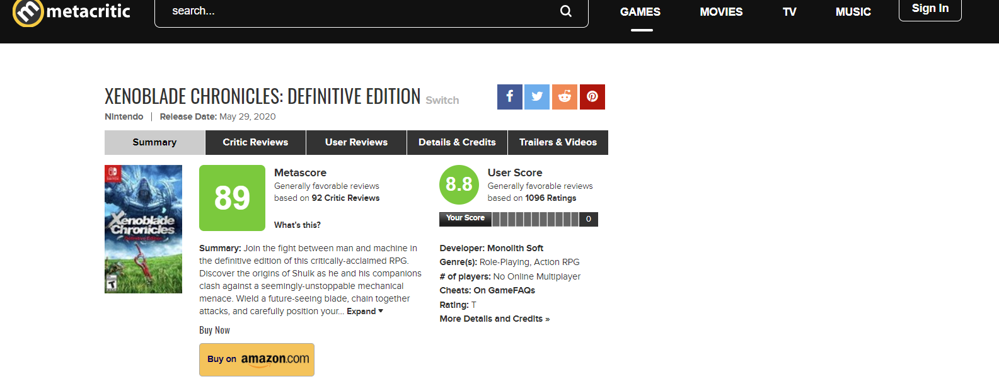 metacritic
search...
GAMES
MOVIES
TV
MUSIC
Sign In
XENOBLADE CHRONICLES: DEFINITIVE EDITION Switch
Nintendo | Release Date: May 29, 2020
Summary
Critic Reviews
User Reviews
Details & Credits
Trailers & Videos
Xenoblade
Chronicles
Definitive Edition
T
89
Metascore
Generally favorable reviews
based on 92 Critic Reviews
What's this?
8.8
User Score
Generally favorable reviews
based on 1096 Ratings
Your Score
0
Summary: Join the fight between man and machine in
the definitive edition of this critically-acclaimed RPG.
Discover the origins of Shulk as he and his companions
clash against a seemingly-unstoppable mechanical
menace. Wield a future-seeing blade, chain together
attacks, and carefully position your... Expand
Buy Now
Buy on amazon.com
Developer: Monolith Soft
Genre(s): Role-Playing, Action RPG
# of players: No Online Multiplayer
Cheats: On GameFAQs
Rating: T
More Details and Credits »